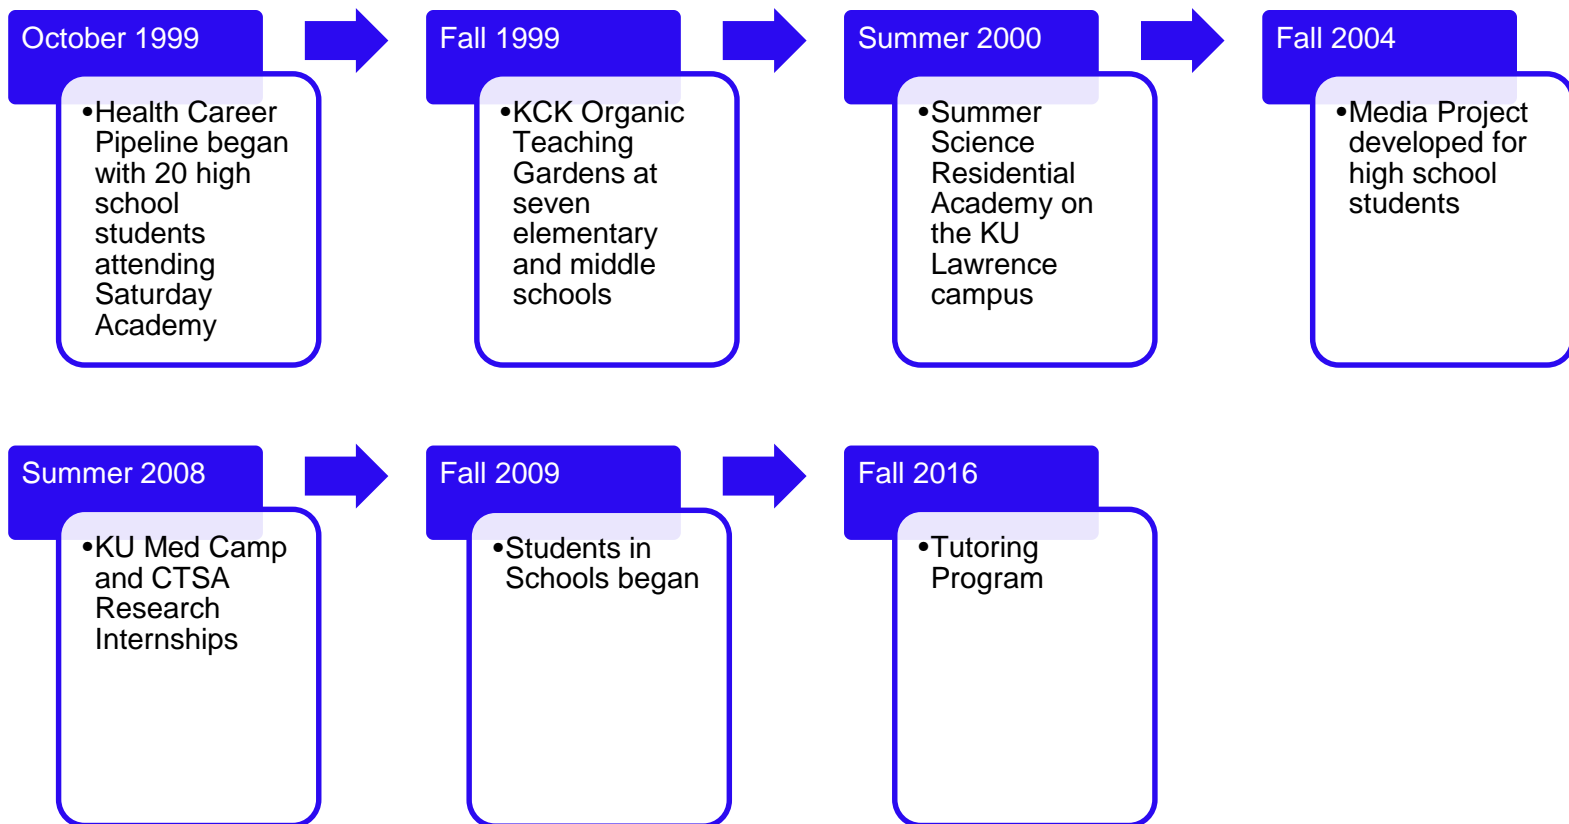 October 1999
•Health Career
Pipeline began
with 20 high
school
students
attending
Saturday
Academy
Fall 1999
•KCK Organic
Teaching
Gardens at
seven
elementary
and middle
schools
Summer 2000
•Summer
Science
Residential
Academy on
the KU
Lawrence
campus
Fall 2004
•Media Project
developed for
high school
students
Summer 2008
•KU Med Camp
and CTSA
Research
Internships
Fall 2009
•Students in
Schools began
Fall 2016
•Tutoring
Program